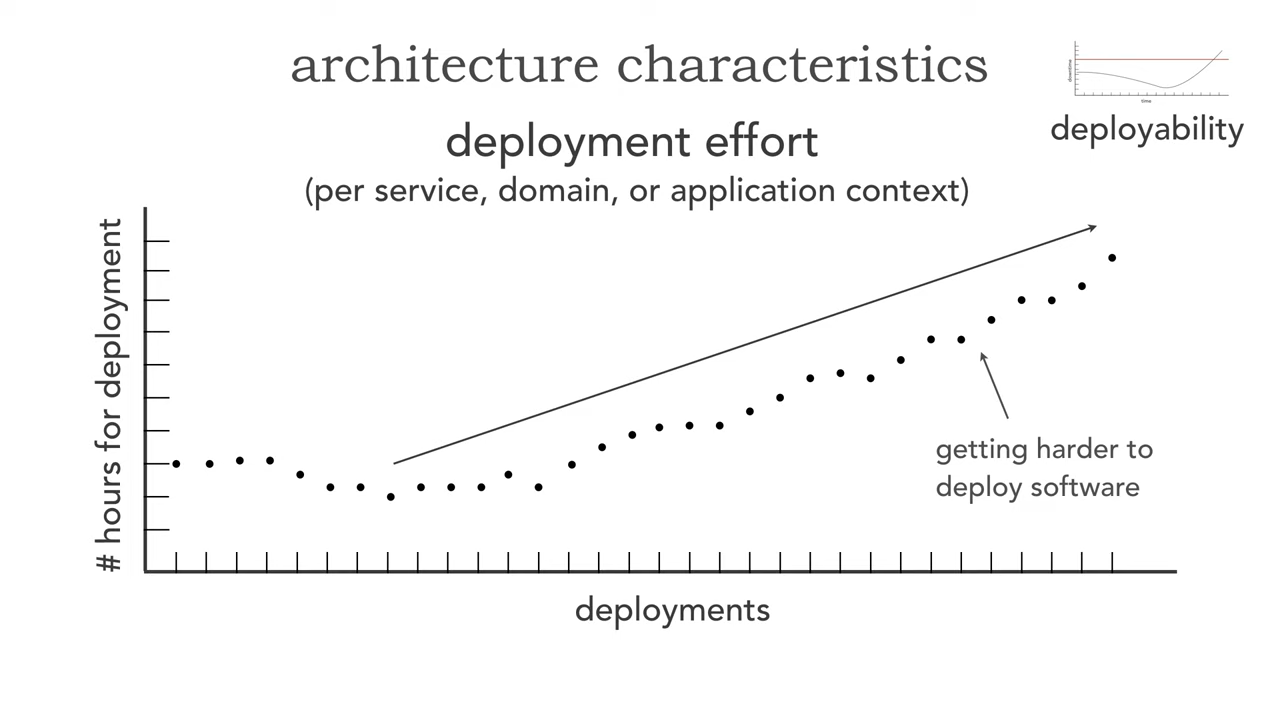 architecture characteristics
deployability
deployment effort
(per service, domain, or application context)
# hours for deployment
getting harder to
deploy software
deployments
time